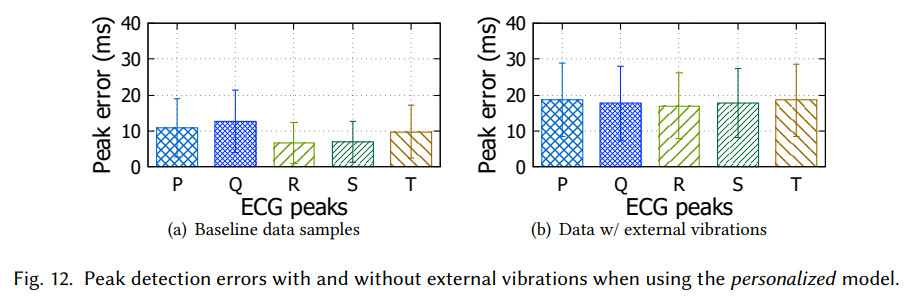 Peak error (ms)
40
30
20
10
0
P Q R S T
ECG peaks
(a) Baseline data samples
Peak error (ms)
40
30
20
10
0
P Q R S T
ECG peaks
(b) Data w/ external vibrations
Fig. 12. Peak detection errors with and without external vibrations when using the personalized model.